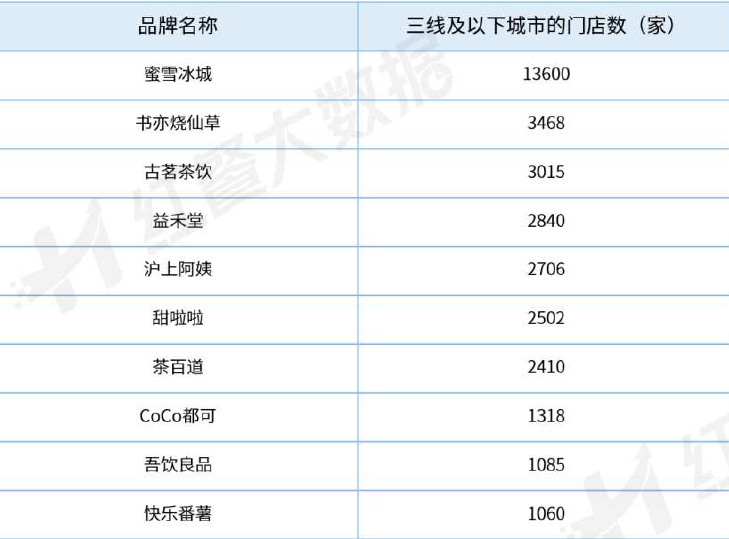 品牌名称 三线及以下城市的门店数（家）
蜜雪冰城 13600
书亦烧仙草 3468
古茗茶饮 3015
益禾堂 2840
沪上阿姨 2706
甜啦啦 2502
茶百道 2410
CoCo都可 1318
吾饮良品 1085
快乐番薯 1060
红餐大数据
红